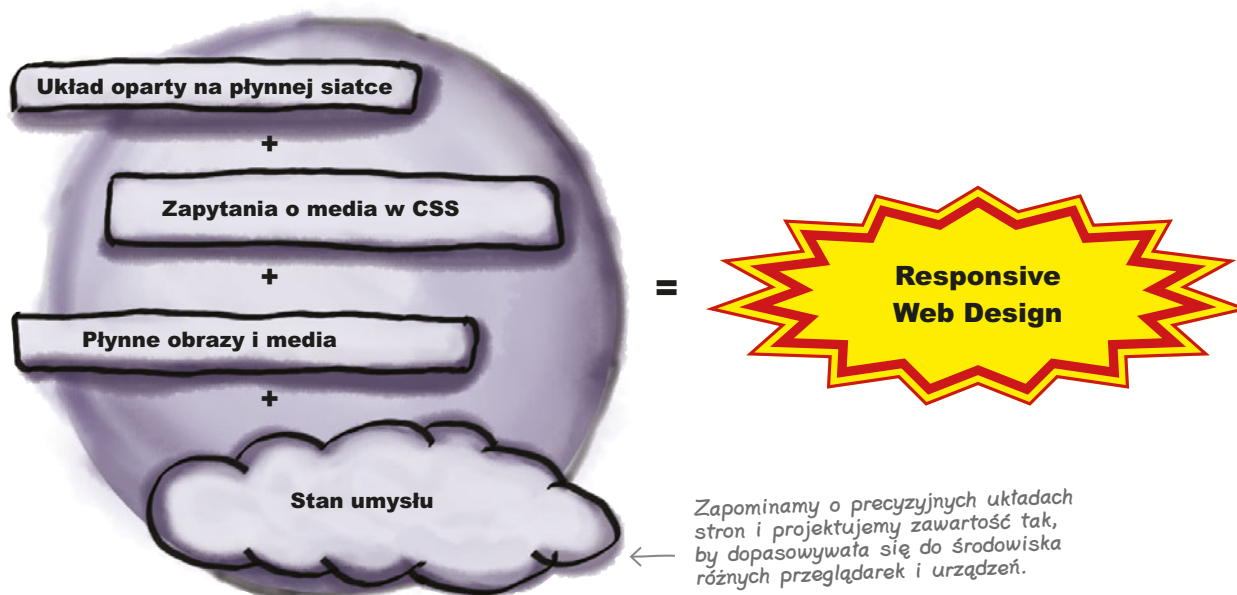 Układ oparty na płynnej siatce
+
Zapytania o media w CSS
+
Płynne obrazy i media
+
Stan umysłu
=
Responsive
Web Design
Zapominamy o precyzyjnych układach
stron i projektujemy zawartość tak,
by dopasowywała się do środowiska
różnych przeglądarek i urządzeń.